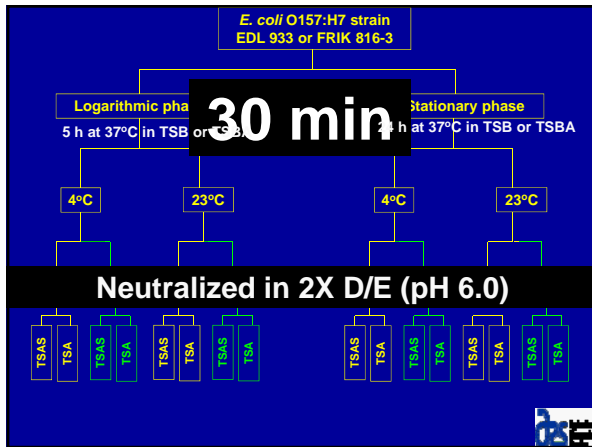 E. coli O157:H7 strain
EDL 933 or FRIK 816-3
Logarithmic pha
30 min
Stationary phase
5 h at 37ºC in TSB or TSBA
h at 37ºC in TSB or TSBA
4ºC
23ºC
4ºC
23ºC
Neutralized in 2X D/E (pH 6.0)
TSAS
TSA
TSAS
TSA
TSAS
TSA
TSAS
TSA
TSAS
TSA
TSAS
TSA
TSAS
TSA
TSAS
TSA